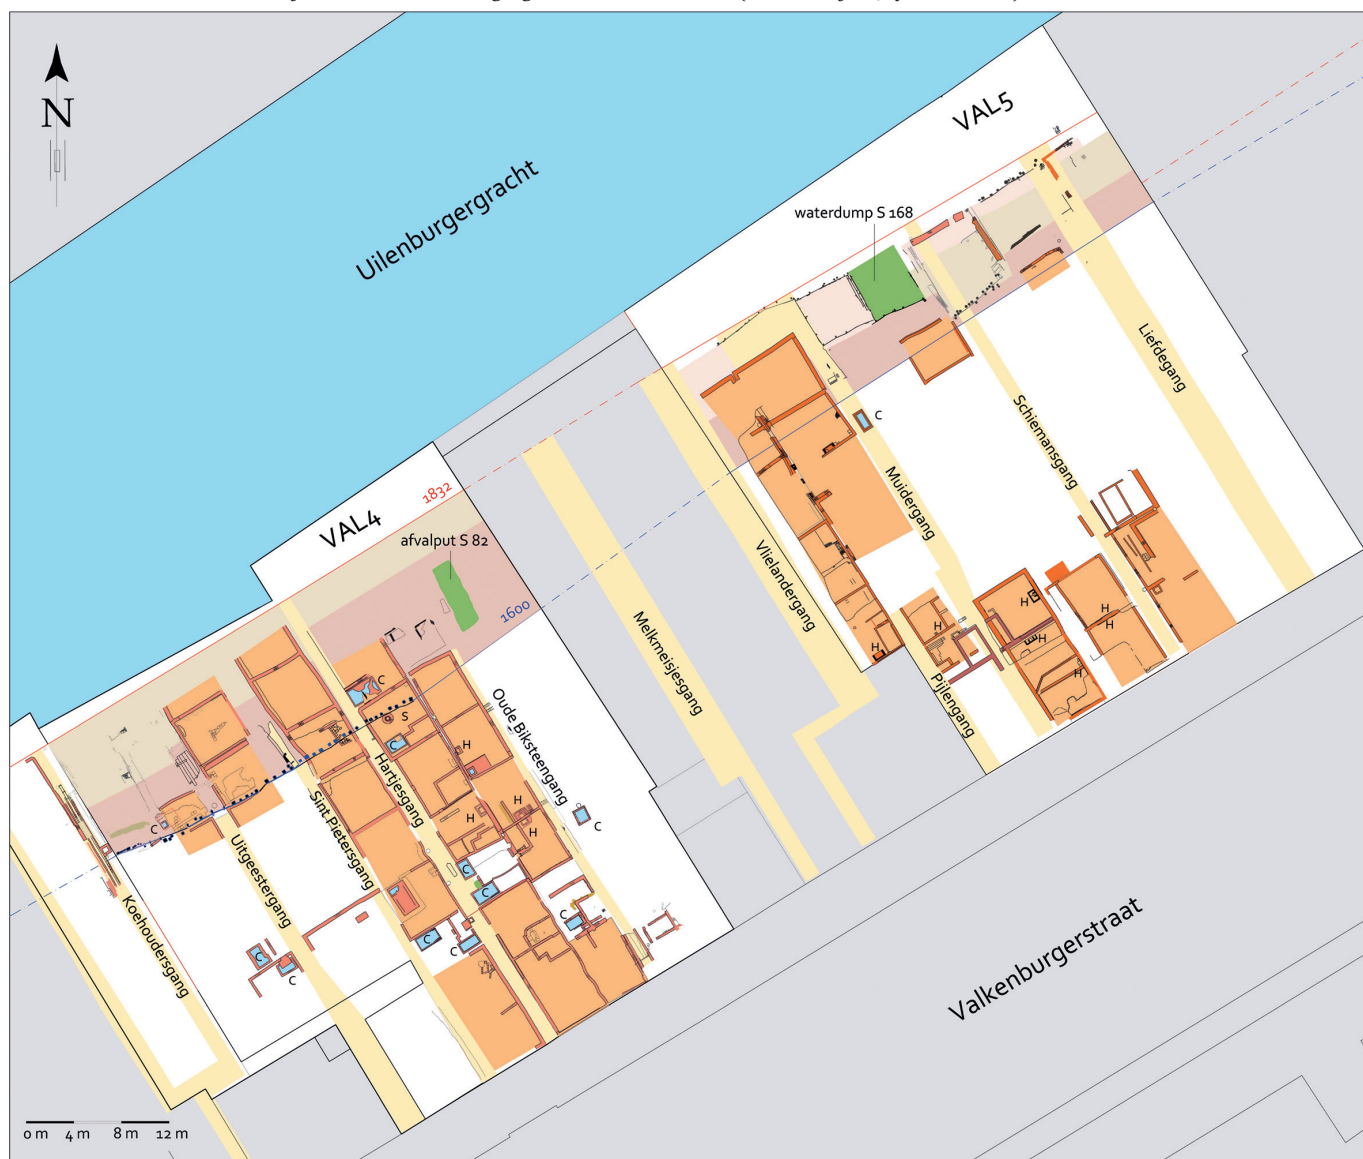 N
Uilenburgergracht
VAL5
waterdump S 168
Liefdegang
Schiemansgang
C
Muidergang
1832
VAL4
afvalput S 82
1600
Vlielandergang
Melkmeisjesgang
H
H
H
H
H
H
Pijlengang
Oude Biksteengang
C
S
C
H
Hartjesgang
C
H
H
H
C
Sint Pietersgang
Uitgeestergang
Koehoudersgang
C
C
C
C
C
C
C
Valkenburgerstraat
0 m 4 m 8 m 12 m